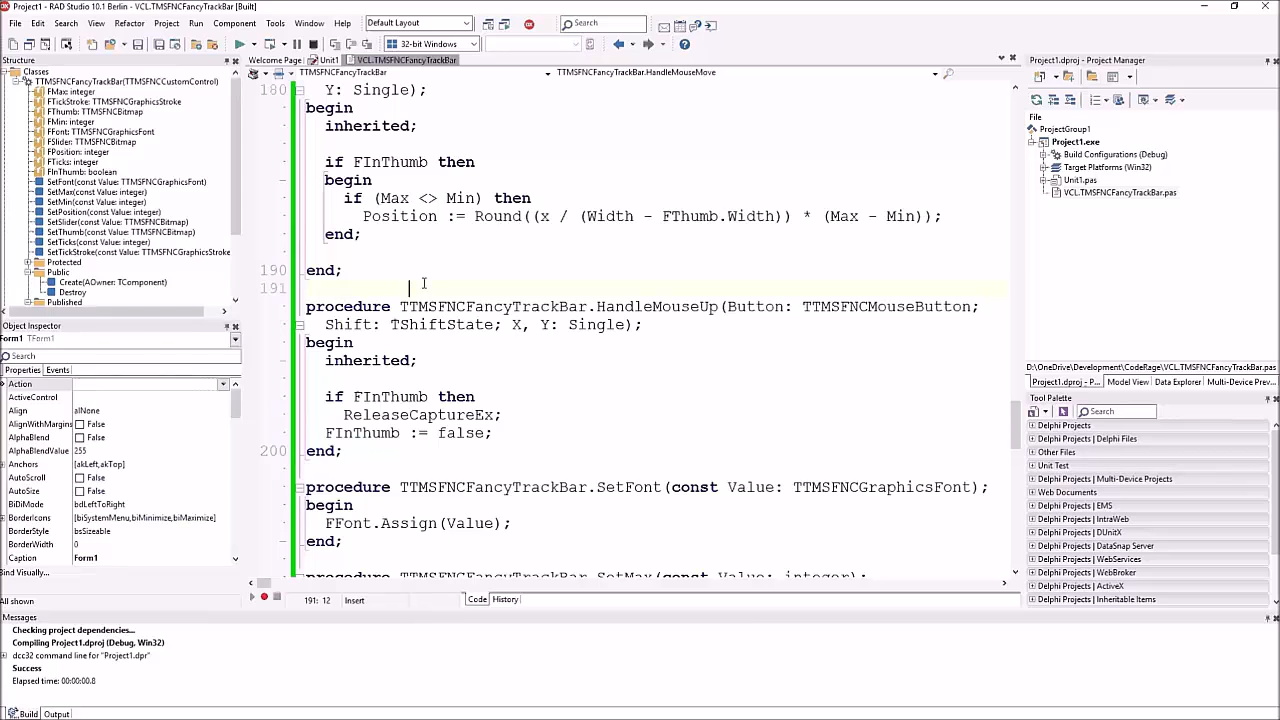 Project1 - RAD Studio 10.1 Berlin - VCL.TMSFNCFancyTrackBar [Built]
File Edit Search View Refactor Project Run Component Tools Window Help Default Layout Search
32-bit Windows
Structure
Classes
TTMSFNCFancyTrackBar(TTMSFNCCustomControl)
FMax: integer
FTickStroke: TTMSFNCGraphicsStroke
FThumb: TTMSFNCBitmap
FMin: integer
FFont: TTMSFNCGraphicsFont
FSlider: TTMSFNCBitmap
FPosition: integer
FTicks: integer
FInThumb: boolean
SetFont(const Value: TTMSFNCGraphicsFont)
SetMax(const Value: integer)
SetMin(const Value: integer)
SetPosition(const Value: integer)
SetSlider(const Value: TTMSFNCBitmap)
SetThumb(const Value: TTMSFNCBitmap)
SetTicks(const Value: integer)
SetTickStroke(const Value: TTMSFNCGraphicsStroke
Protected
Public
Create(AOwner: TComponent)
Destroy
Published
Object Inspector
Form1 TForm1
Search
Properties Events
Action
ActiveControl
Align alNone
AlignWithMargins False
AlphaBlend False
AlphaBlendValue 255
Anchors [akLeft,akTop]
AutoScroll False
AutoSize False
BiDiMode bdLeftToRight
BorderIcons [biSystemMenu,biMinimize,biMaximize]
BorderStyle bsSizeable
BorderWidth 0
Caption Form1
Bind Visually...
All shown
Welcome Page Unit1 VCL.TMSFNCFancyTrackBar
TTMSFNCFancyTrackBar TTMSFNCFancyTrackBar.HandleMouseMove
180 Y: Single);
begin
inherited;
if FInThumb then
begin
if (Max <> Min) then
Position := Round((x / (Width - FThumb.Width)) * (Max - Min));
end;
190 end;
191
procedure TTMSFNCFancyTrackBar.HandleMouseUp(Button: TTMSFNCMouseButton;
Shift: TShiftState; X, Y: Single);
begin
inherited;
if FInThumb then
ReleaseCaptureEx;
FInThumb := false;
200 end;
procedure TTMSFNCFancyTrackBar.SetFont(const Value: TTMSFNCGraphicsFont);
begin
FFont.Assign(Value);
end;
procedure TTMSFNCFancyTrackBar.SetMax(const Value: integer);
191: 12 Insert Code History
Project1.dproj - Project Manager
File
ProjectGroup1
Project1.exe
Build Configurations (Debug)
Target Platforms (Win32)
Unit1.pas
VCL.TMSFNCFancyTrackBar.pas
D:\OneDrive\Development\CodeRage\VCL.TMSFNCFancyTrackBar.pas
Project1.dproj - P... Model View Data Explorer Multi-Device Prev...
Tool Palette
Search
Delphi Projects
Delphi Projects | Delphi Files
Other Files
Unit Test
Delphi Projects | Multi-Device Projects
Web Documents
Delphi Projects | EMS
Delphi Projects | IntraWeb
Delphi Projects | DUnitX
Delphi Projects | DataSnap Server
Delphi Projects | WebServices
Delphi Projects | WebBroker
Delphi Projects | ActiveX
Delphi Projects | Inheritable Items
Messages
Checking project dependencies...
Compiling Project1.dproj (Debug, Win32)
dcc32 command line for "Project1.dpr"
Success
Elapsed time: 00:00:00.8
Build Output